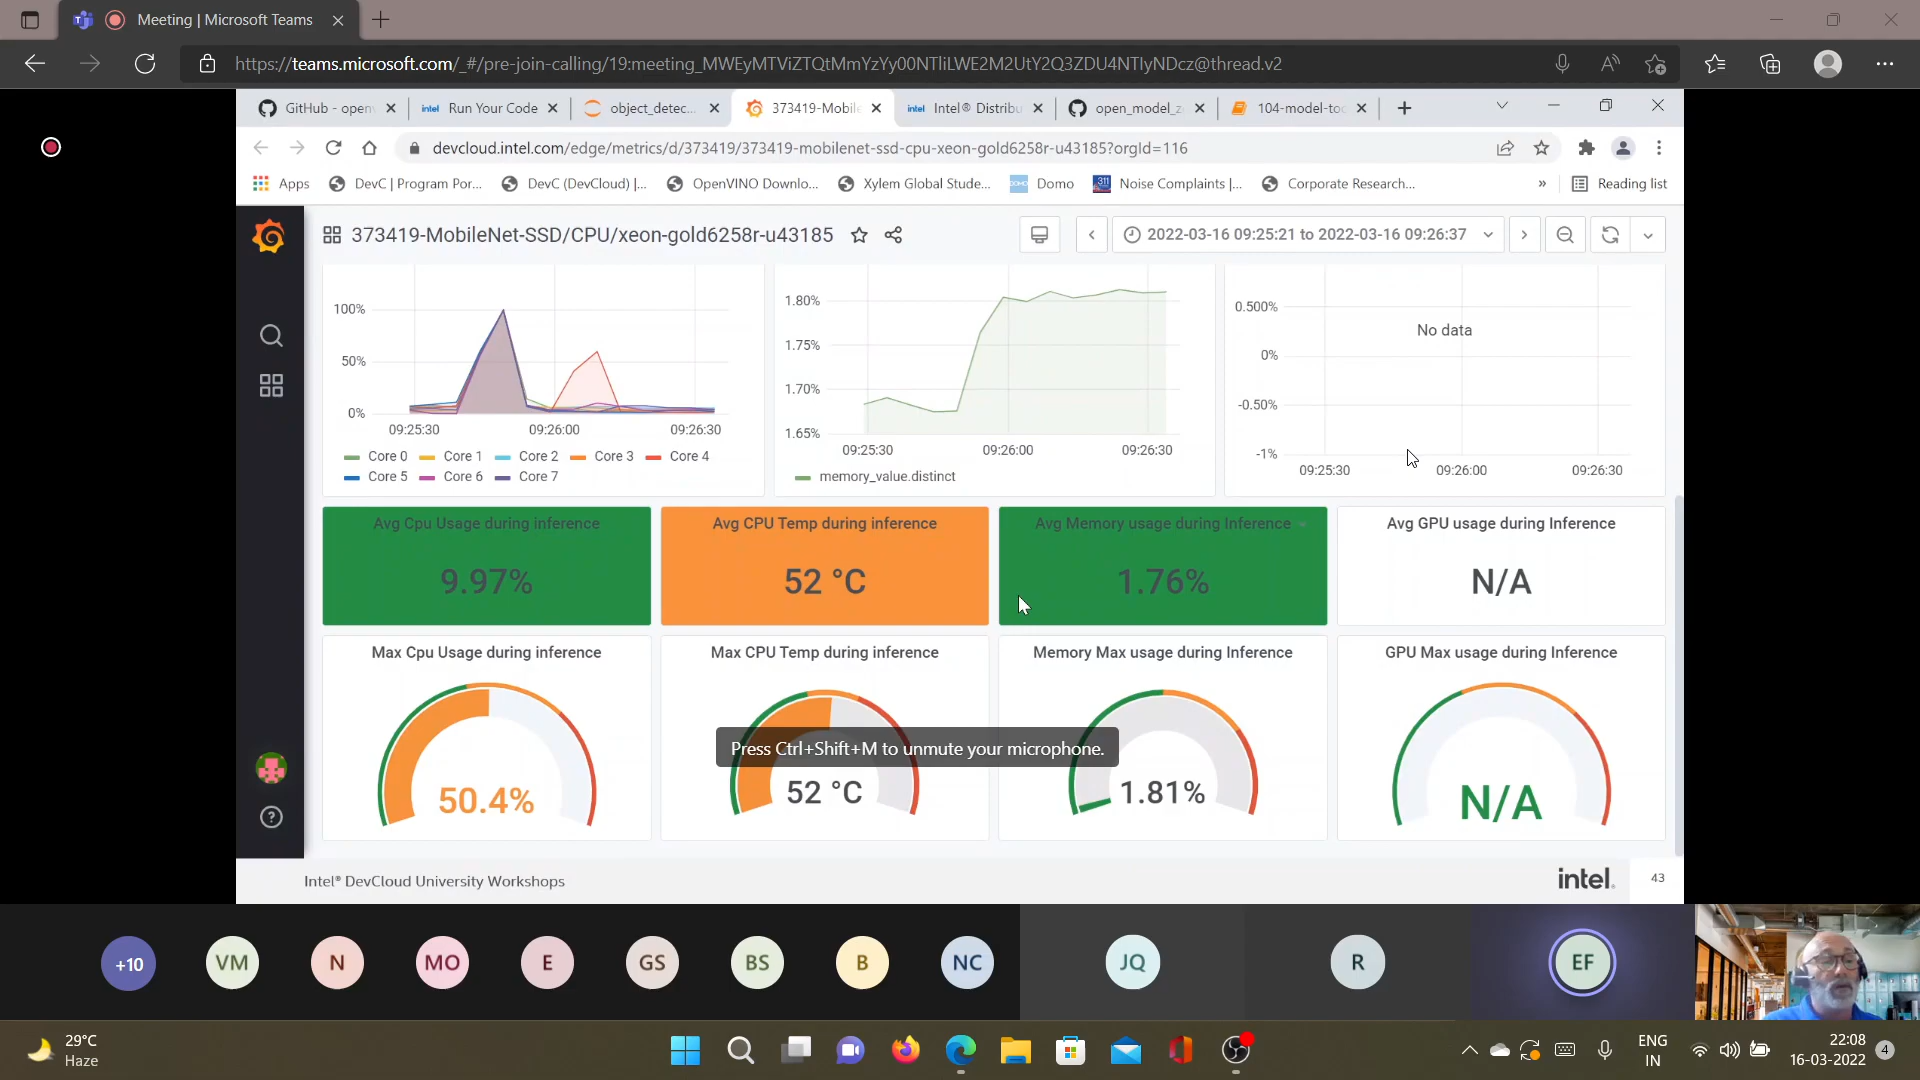 Meeting | Microsoft Teams
https://teams.microsoft.com/_#/pre-join-calling/19:meeting_MWEyMTViZTQtMmYzYy00NTliLWE2M2UtY2Q3ZDU4NTIyNDcz@thread.v2
GitHub - openv
intel Run Your Code
object_detec...
373419-Mobile
intel Intel® Distribu
open_model_z
104-model-too
devcloud.intel.com/edge/metrics/d/373419/373419-mobilenet-ssd-cpu-xeon-gold6258r-u43185?orgId=116
Apps
DevC | Program Por...
DevC (DevCloud) |...
OpenVINO Downlo...
Xylem Global Stude...
DOMO Domo
311 Noise Complaints |...
Corporate Research...
»
Reading list
373419-MobileNet-SSD/CPU/xeon-gold6258r-u43185
2022-03-16 09:25:21 to 2022-03-16 09:26:37
100%
50%
0%
09:25:30 09:26:00 09:26:30
Core 0 Core 1 Core 2 Core 3 Core 4
Core 5 Core 6 Core 7
1.80%
1.75%
1.70%
1.65%
09:25:30 09:26:00 09:26:30
memory_value.distinct
0.500%
No data
0%
-0.50%
-1%
09:25:30 09:26:00 09:26:30
Avg Cpu Usage during inference
9.97%
Avg CPU Temp during inference
52 °C
Avg Memory usage during Inference
1.76%
Avg GPU usage during Inference
N/A
Max Cpu Usage during inference
50.4%
Max CPU Temp during inference
52 °C
Memory Max usage during Inference
1.81%
GPU Max usage during Inference
N/A
Press Ctrl+Shift+M to unmute your microphone.
Intel® DevCloud University Workshops
intel.
43
+10 VM N MO E GS BS B NC JQ R EF
29°C
Haze
ENG
IN
22:08
16-03-2022
4